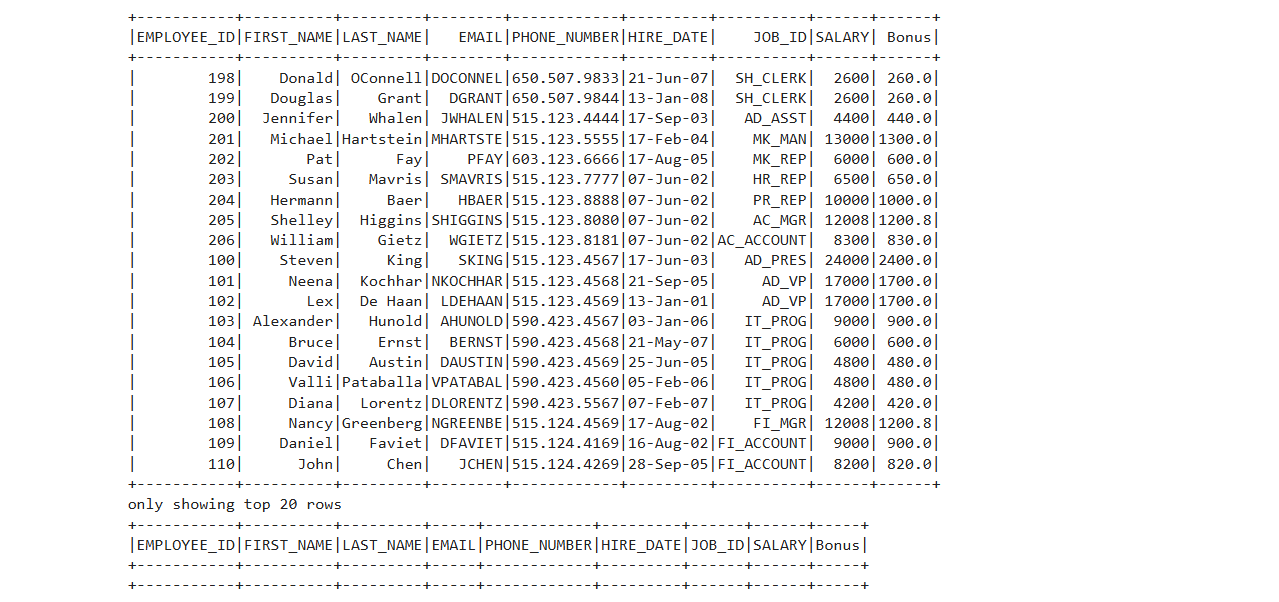 +-----------+----------+---------+--------+------------+---------+----------+------+------+
|EMPLOYEE_ID|FIRST_NAME|LAST_NAME|   EMAIL|PHONE_NUMBER|HIRE_DATE|    JOB_ID|SALARY| Bonus|
+-----------+----------+---------+--------+------------+---------+----------+------+------+
|        198|    Donald| OConnell|DOCONNEL|650.507.9833|21-Jun-07|  SH_CLERK|  2600| 260.0|
|        199|   Douglas|    Grant|  DGRANT|650.507.9844|13-Jan-08|  SH_CLERK|  2600| 260.0|
|        200|  Jennifer|   Whalen| JWHALEN|515.123.4444|17-Sep-03|   AD_ASST|  4400| 440.0|
|        201|   Michael|Hartstein|MHARTSTE|515.123.5555|17-Feb-04|    MK_MAN| 13000|1300.0|
|        202|       Pat|      Fay|    PFAY|603.123.6666|17-Aug-05|    MK_REP|  6000| 600.0|
|        203|     Susan|   Mavris| SMAVRIS|515.123.7777|07-Jun-02|    HR_REP|  6500| 650.0|
|        204|   Hermann|     Baer|   HBAER|515.123.8888|07-Jun-02|    PR_REP| 10000|1000.0|
|        205|   Shelley|  Higgins|SHIGGINS|515.123.8080|07-Jun-02|    AC_MGR| 12008|1200.8|
|        206|   William|    Gietz|  WGIETZ|515.123.8181|07-Jun-02|AC_ACCOUNT|  8300| 830.0|
|        100|    Steven|     King|   SKING|515.123.4567|17-Jun-03|   AD_PRES| 24000|2400.0|
|        101|     Neena|  Kochhar|NKOCHHAR|515.123.4568|21-Sep-05|     AD_VP| 17000|1700.0|
|        102|       Lex|  De Haan| LDEHAAN|515.123.4569|13-Jan-01|     AD_VP| 17000|1700.0|
|        103| Alexander|   Hunold| AHUNOLD|590.423.4567|03-Jan-06|   IT_PROG|  9000| 900.0|
|        104|     Bruce|    Ernst|  BERNST|590.423.4568|21-May-07|   IT_PROG|  6000| 600.0|
|        105|     David|   Austin| DAUSTIN|590.423.4569|25-Jun-05|   IT_PROG|  4800| 480.0|
|        106|     Valli|Pataballa|VPATABAL|590.423.4560|05-Feb-06|   IT_PROG|  4800| 480.0|
|        107|     Diana|  Lorentz|DLORENTZ|590.423.5567|07-Feb-07|   IT_PROG|  4200| 420.0|
|        108|     Nancy|Greenberg|NGREENBE|515.124.4569|17-Aug-02|    FI_MGR| 12008|1200.8|
|        109|    Daniel|   Faviet| DFAVIET|515.124.4169|16-Aug-02|FI_ACCOUNT|  9000| 900.0|
|        110|      John|     Chen|   JCHEN|515.124.4269|28-Sep-05|FI_ACCOUNT|  8200| 820.0|
+-----------+----------+---------+--------+------------+---------+----------+------+------+
only showing top 20 rows
+-----------+----------+---------+-----+------------+---------+------+------+-----+
|EMPLOYEE_ID|FIRST_NAME|LAST_NAME|EMAIL|PHONE_NUMBER|HIRE_DATE|JOB_ID|SALARY|Bonus|
+-----------+----------+---------+-----+------------+---------+------+------+-----+
+-----------+----------+---------+-----+------------+---------+------+------+-----+